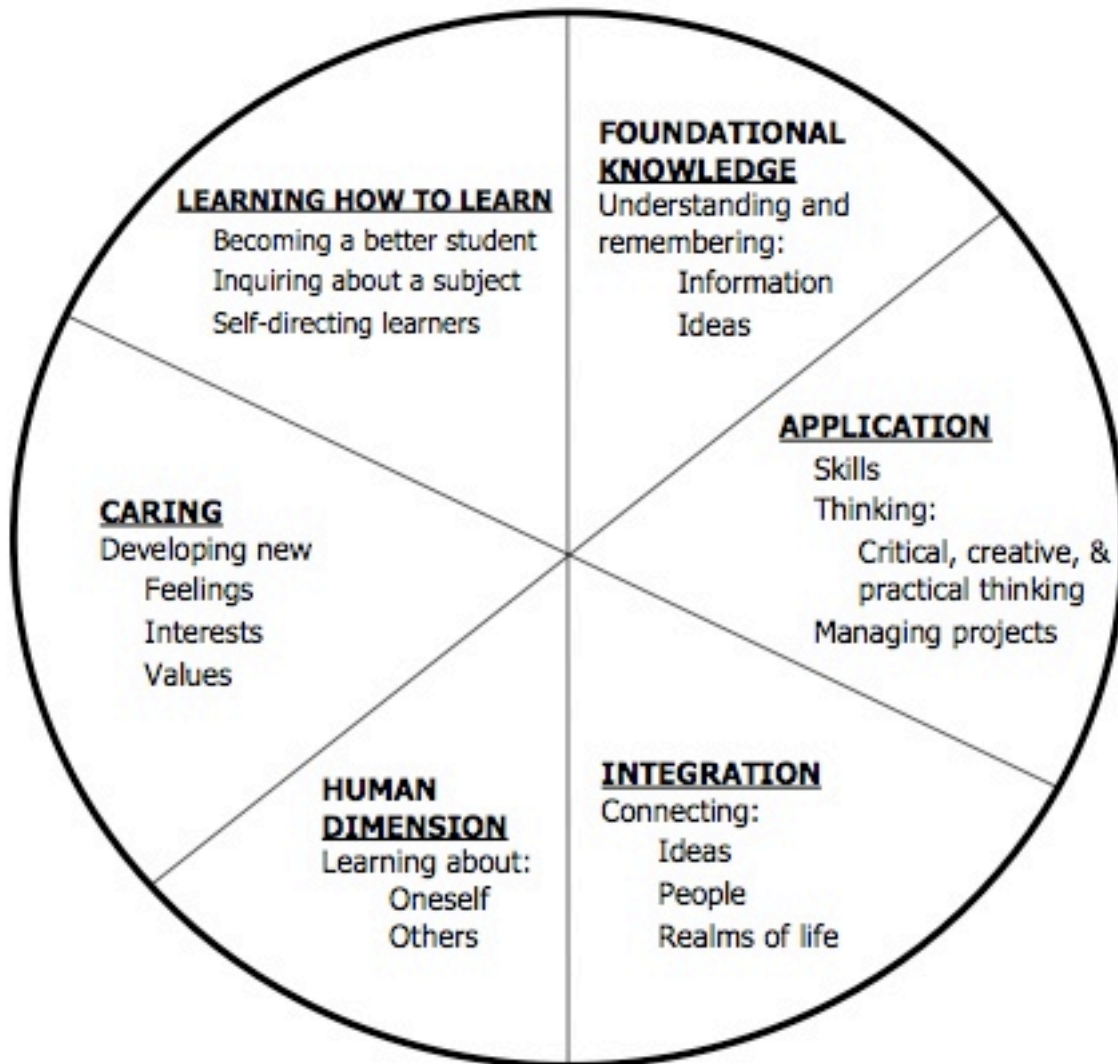 FOUNDATIONAL
KNOWLEDGE
Understanding and
remembering:
Information
Ideas
APPLICATION
Skills
Thinking:
Critical, creative, &
practical thinking
Managing projects
INTEGRATION
Connecting:
Ideas
People
Realms of life
HUMAN
DIMENSION
Learning about:
Oneself
Others
CARING
Developing new
Feelings
Interests
Values
LEARNING HOW TO LEARN
Becoming a better student
Inquiring about a subject
Self-directing learners